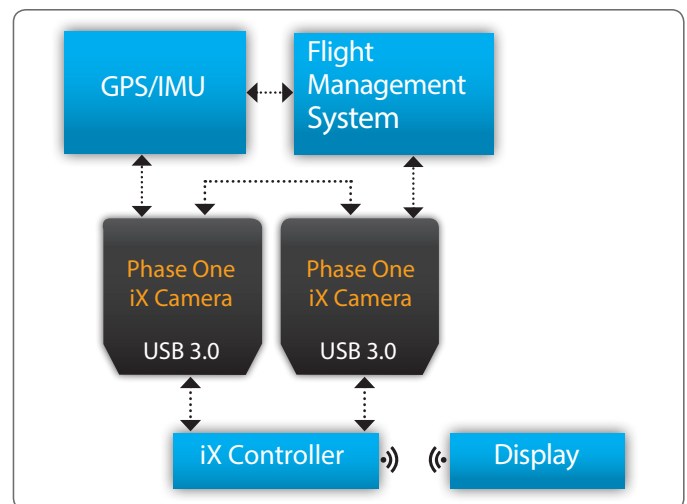 GPS/IMU
Flight
Management
System
Phase One
iX Camera
USB 3.0
Phase One
iX Camera
USB 3.0
iX Controller
Display